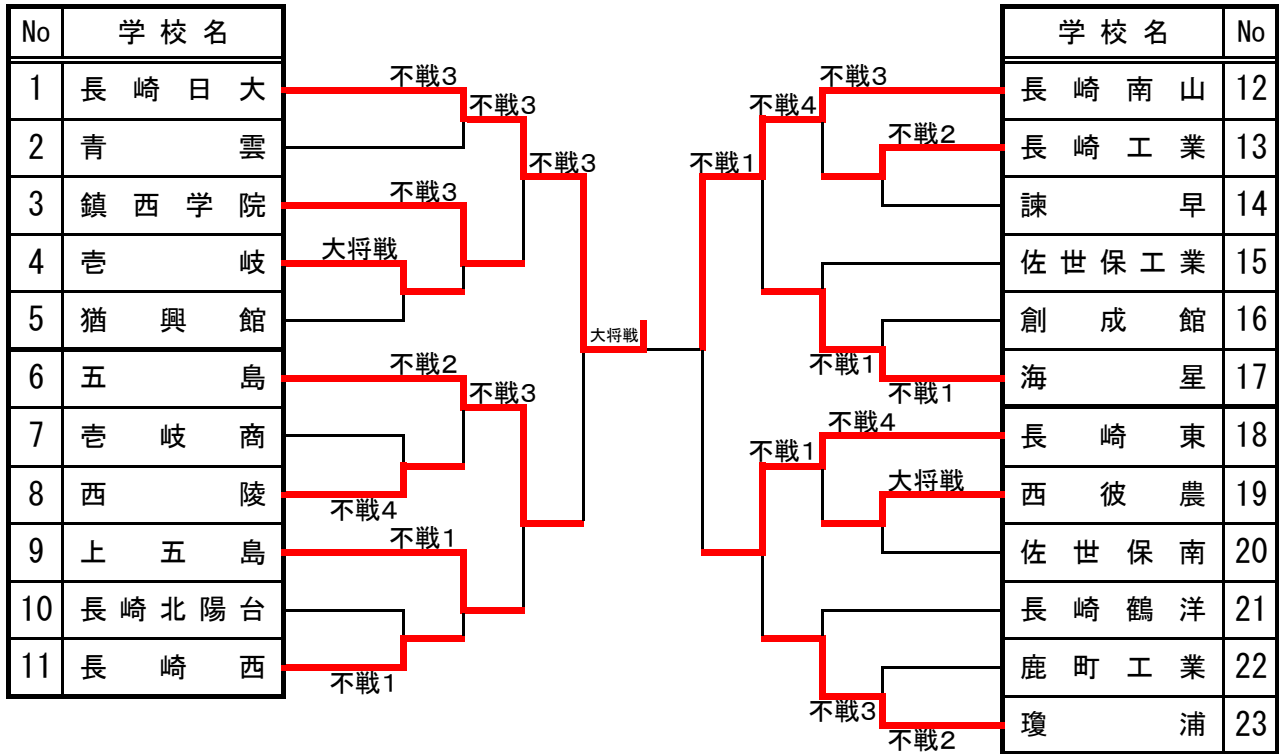 No 学校名
1 長崎日大
2 青雲
3 鎮西学院
4 壱岐
5 猶興館
6 五島
7 壱岐商
8 西陵
9 上五島
10 長崎北陽台
11 長崎西
不戦3
不戦3
不戦3
不戦3
大将戦
不戦2
不戦3
不戦4
不戦1
不戦1
大将戦
不戦3
不戦4
不戦2
不戦1
不戦1
不戦1
不戦4
不戦1
大将戦
不戦3
不戦2
学校名 No
長崎南山 12
長崎工業 13
諫早 14
佐世保工業 15
創成館 16
海星 17
長崎東 18
西彼農 19
佐世保南 20
長崎鶴洋 21
鹿町工業 22
瓊浦 23